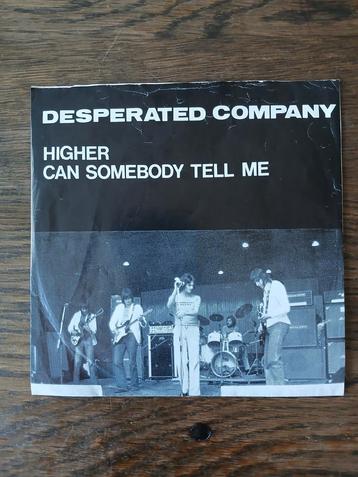 DESPERATED COMPANY
HIGHER
CAN SOMEBODY TELL ME